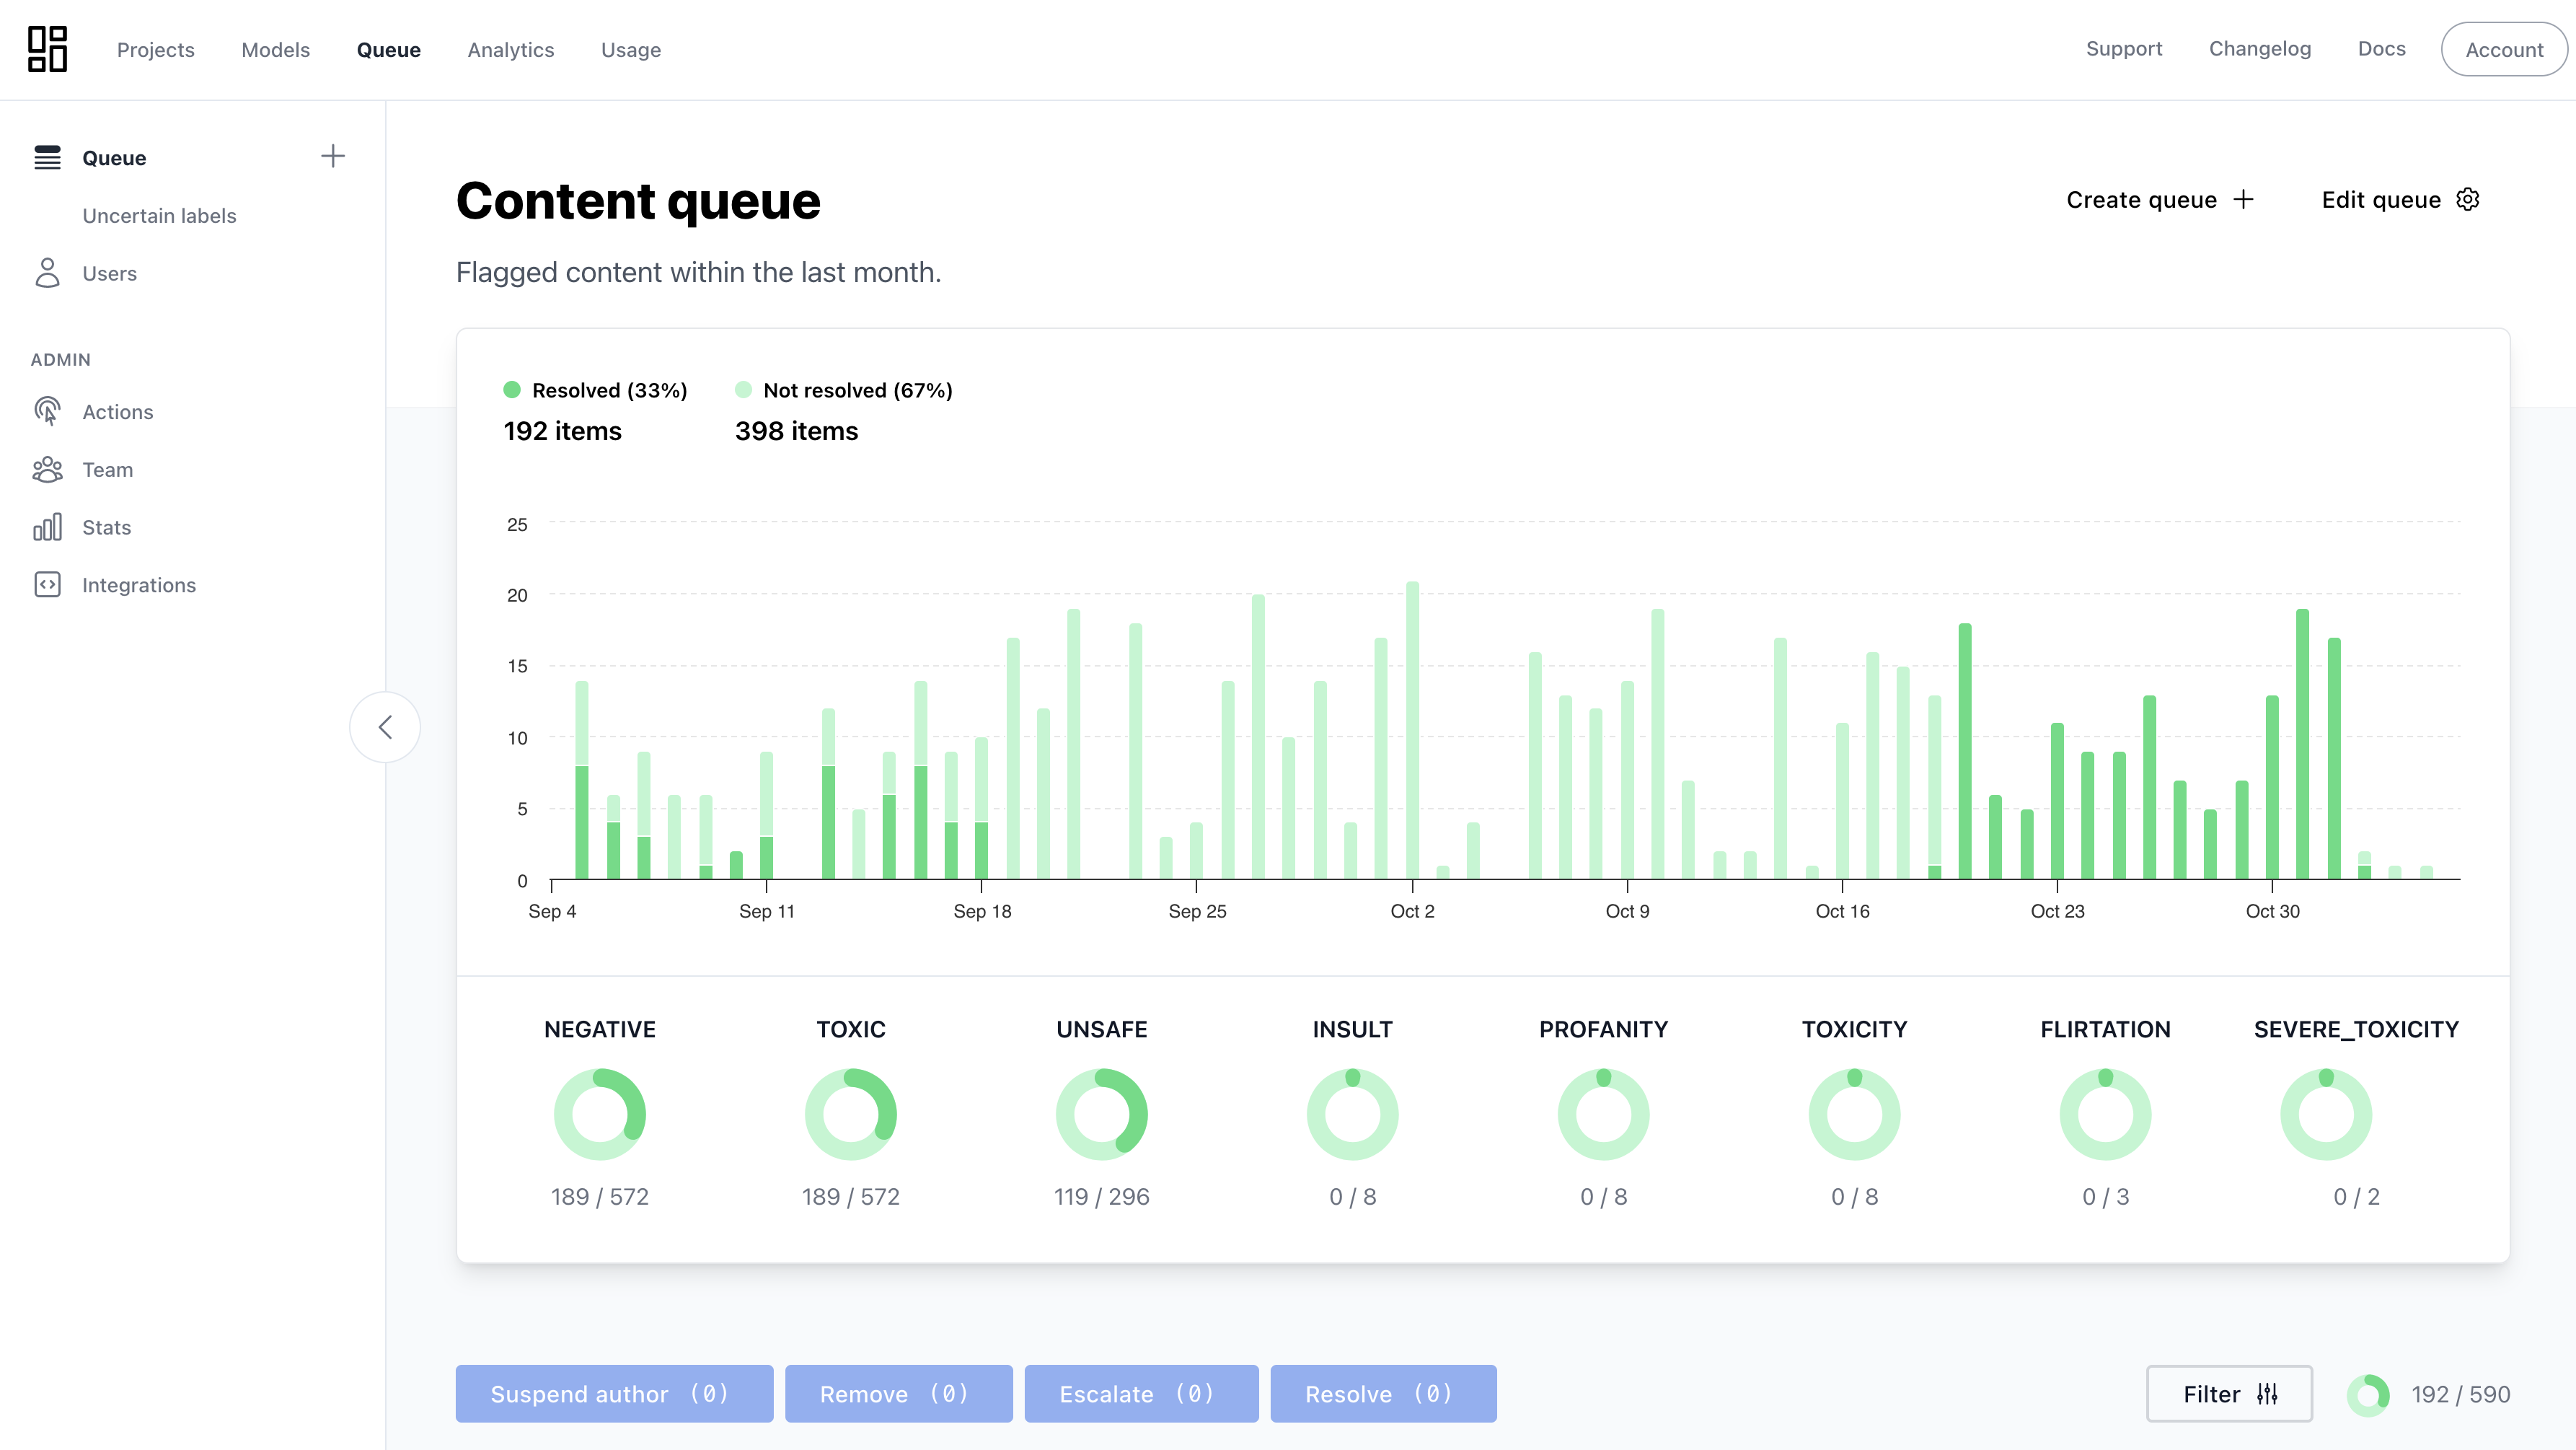 Projects Models Queue Analytics Usage Support Changelog Docs Account
Queue
Uncertain labels
Users
ADMIN
Actions
Team
Stats
Integrations
Content queue
Create queue Edit queue
Flagged content within the last month.
Resolved (33%) Not resolved (67%)
192 items 398 items
25
20
15
10
5
0
Sep 4 Sep 11 Sep 18 Sep 25 Oct 2 Oct 9 Oct 16 Oct 23 Oct 30
NEGATIVE TOXIC UNSAFE INSULT PROFANITY TOXICITY FLIRTATION SEVERE_TOXICITY
189 / 572 189 / 572 119 / 296 0 / 8 0 / 8 0 / 8 0 / 3 0 / 2
Suspend author (0) Remove (0) Escalate (0) Resolve (0) Filter 192 / 590